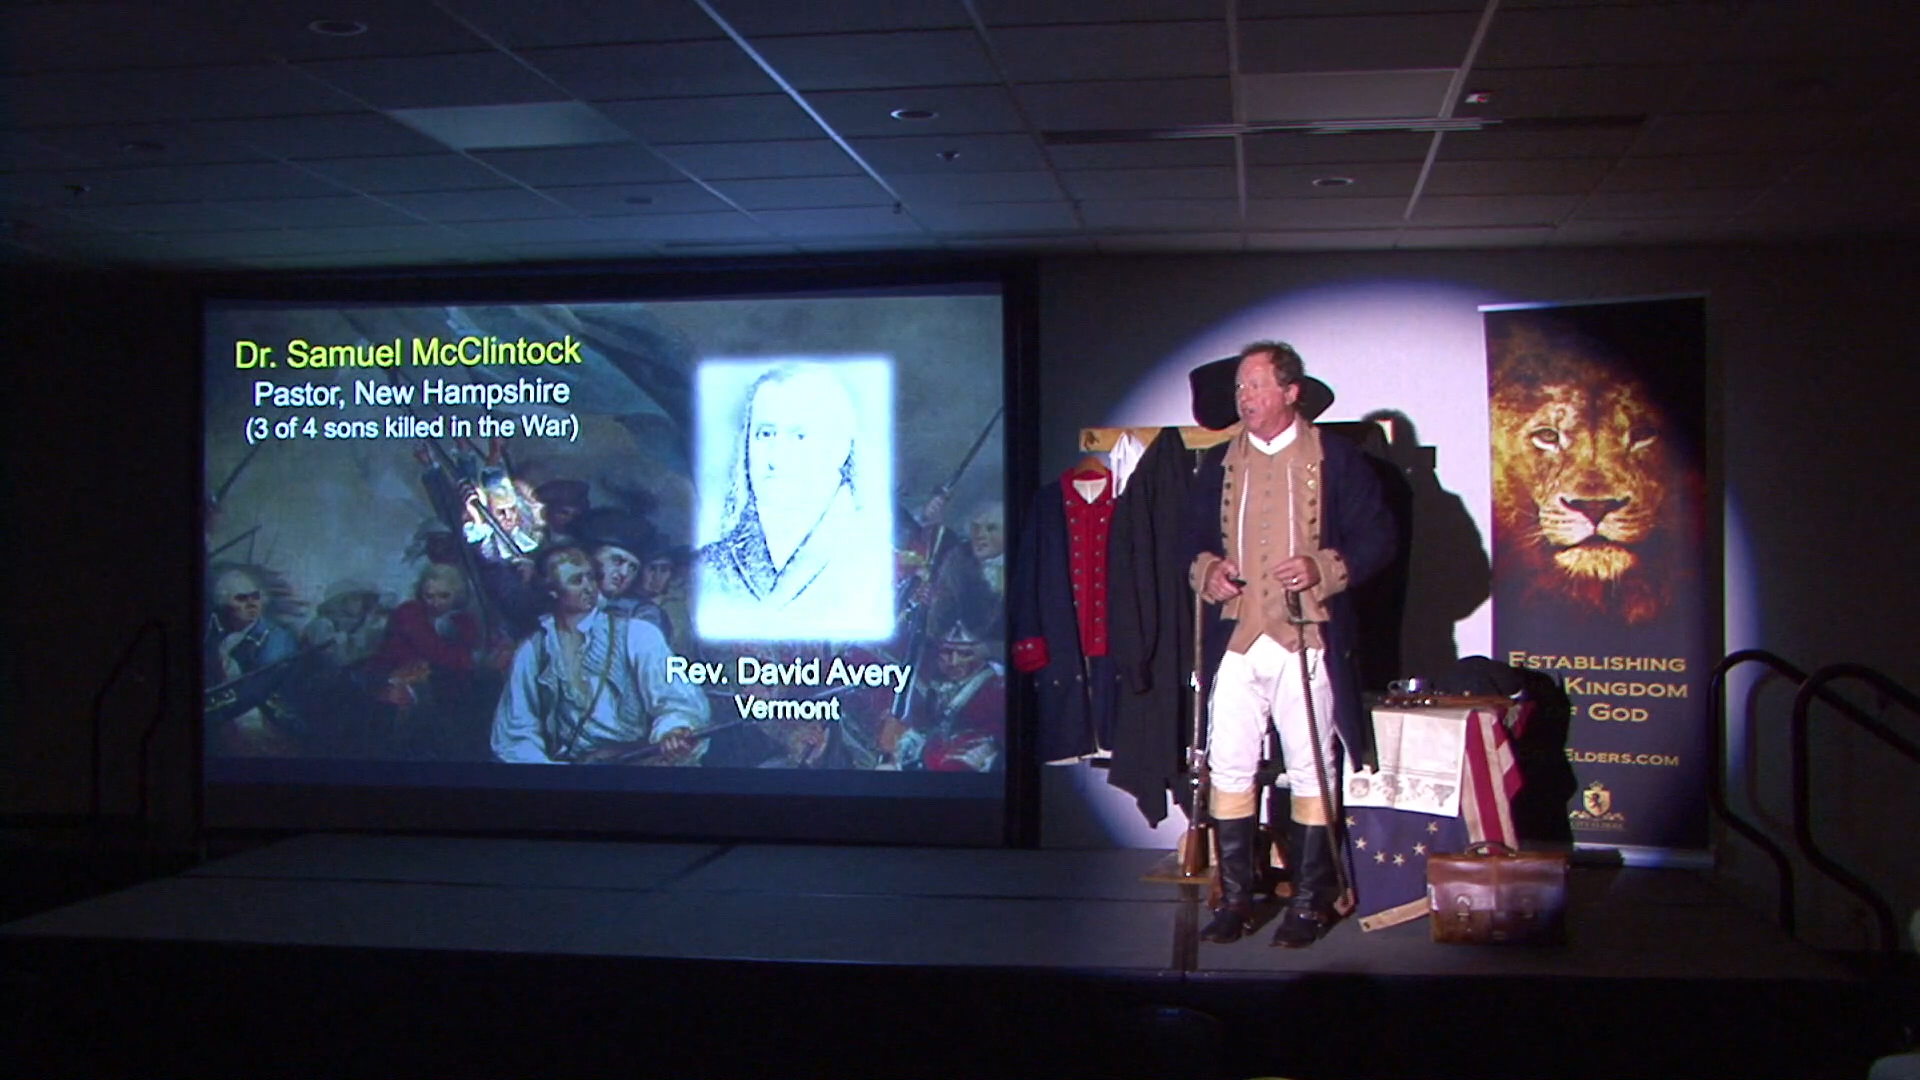 Dr. Samuel McClintock
Pastor, New Hampshire
(3 of 4 sons killed in the War)
Rev. David Avery
Vermont
ESTABLISHING
KINGDOM
GOD
ELDERS.COM